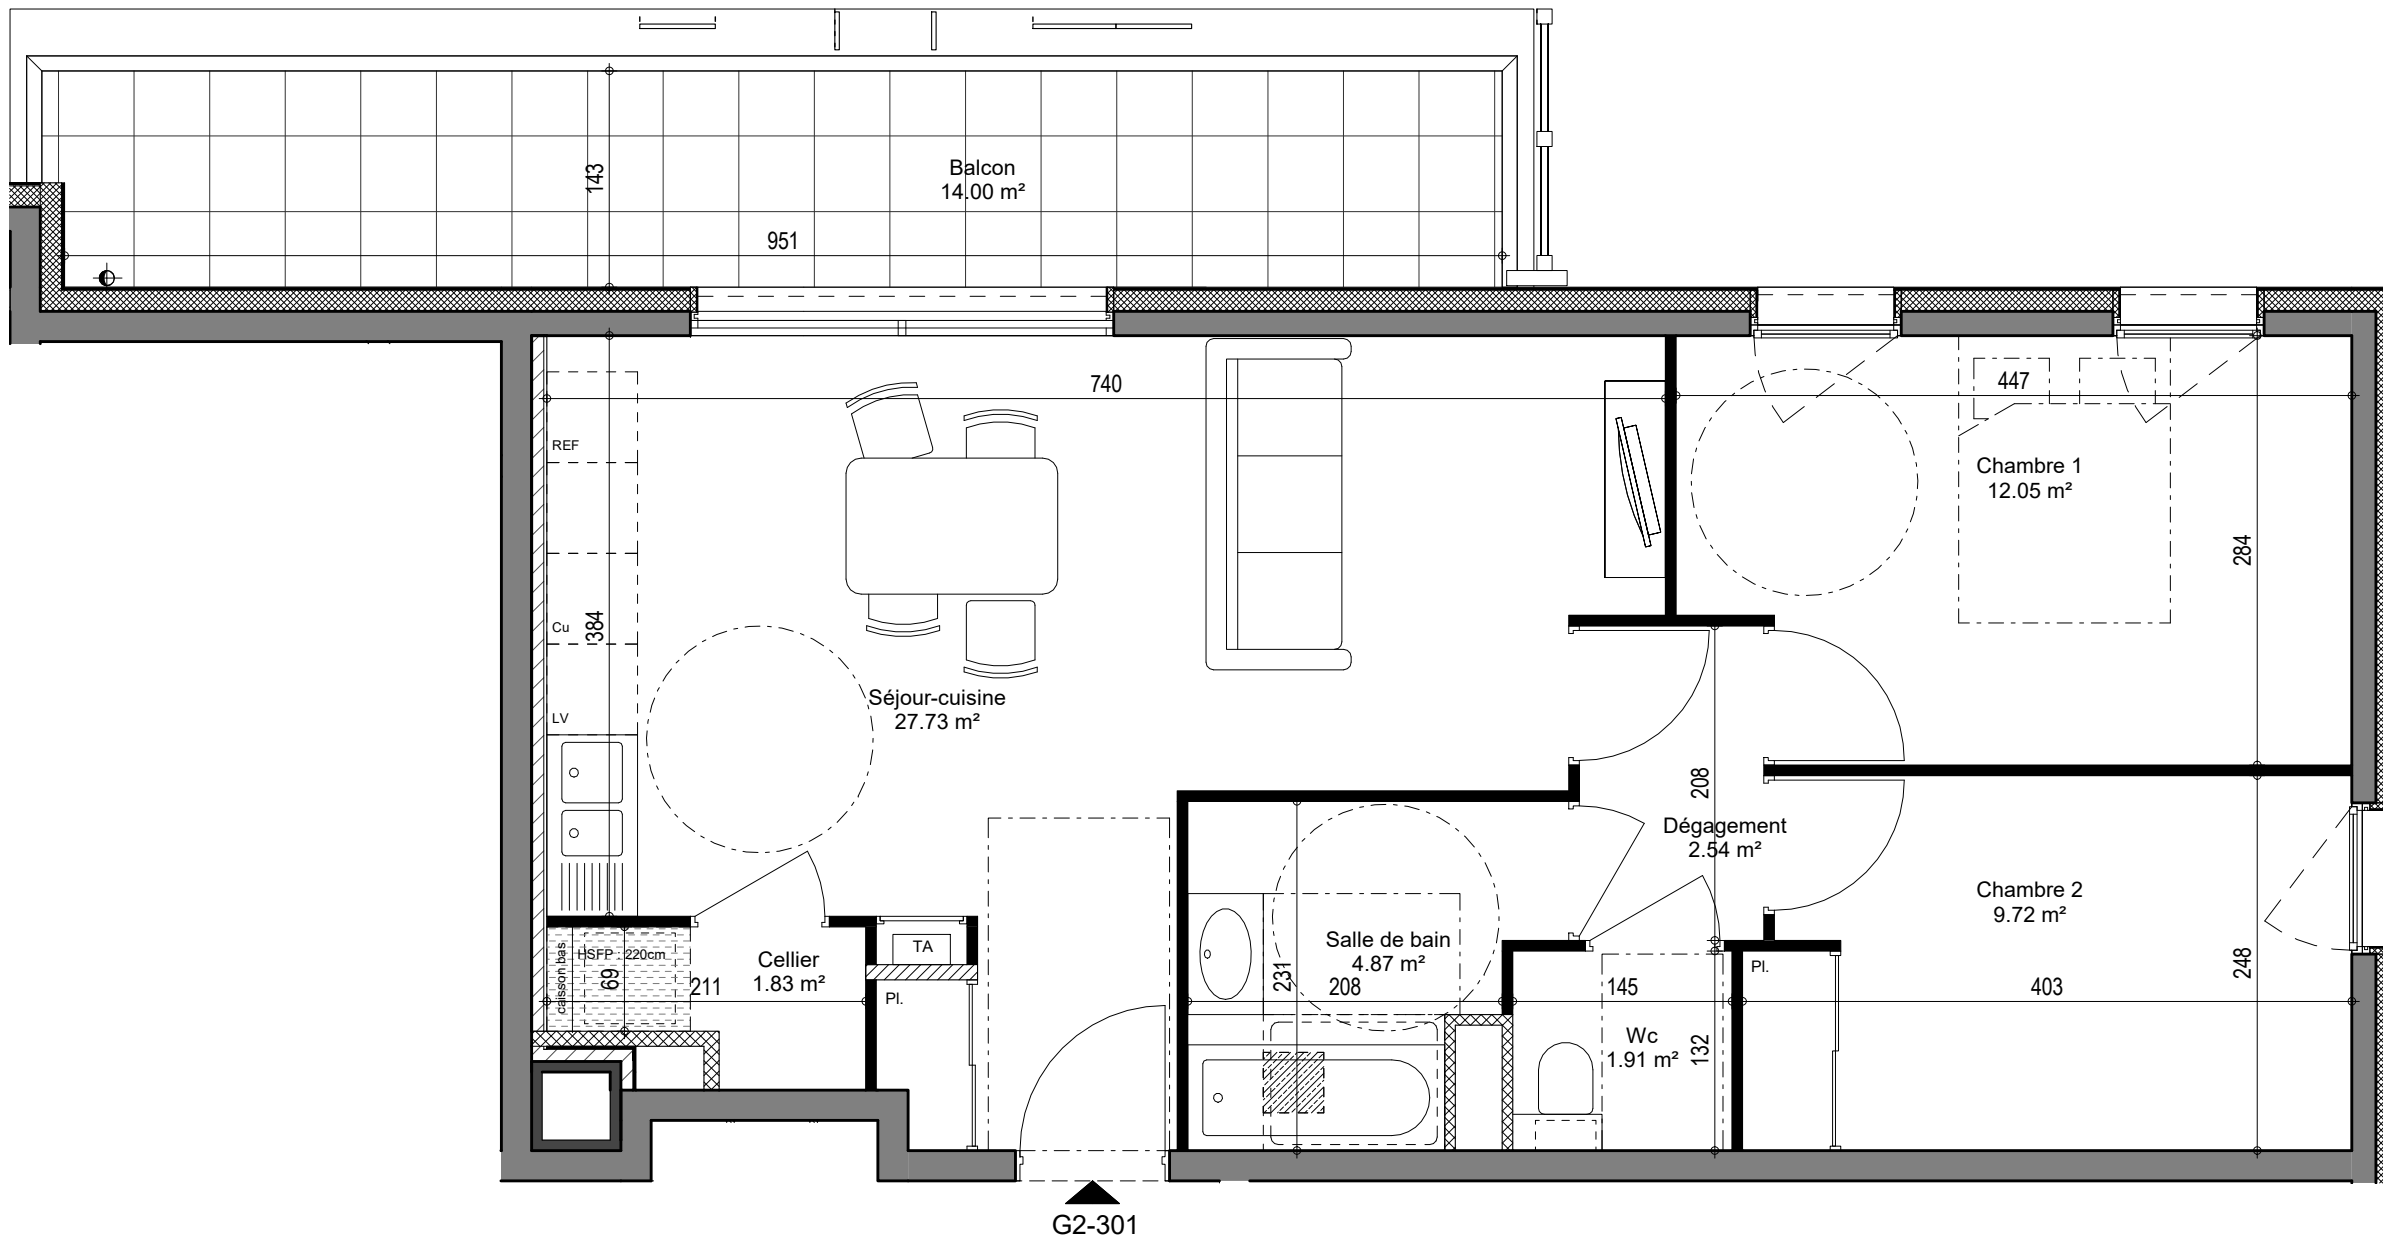 143
Balcon
14.00 m²
951
740
447
REF
Chambre 1
12.05 m²
284
Cu
384
Séjour-cuisine
27.73 m²
LV
208
Dégagement
2.54 m²
Chambre 2
9.72 m²
TA
HSFP : 220cm
caisson bas
69
211
Cellier
1.83 m²
Pl.
Salle de bain
4.87 m²
231
208
145
Pl.
403
248
Wc
1.91 m²
132
G2-301